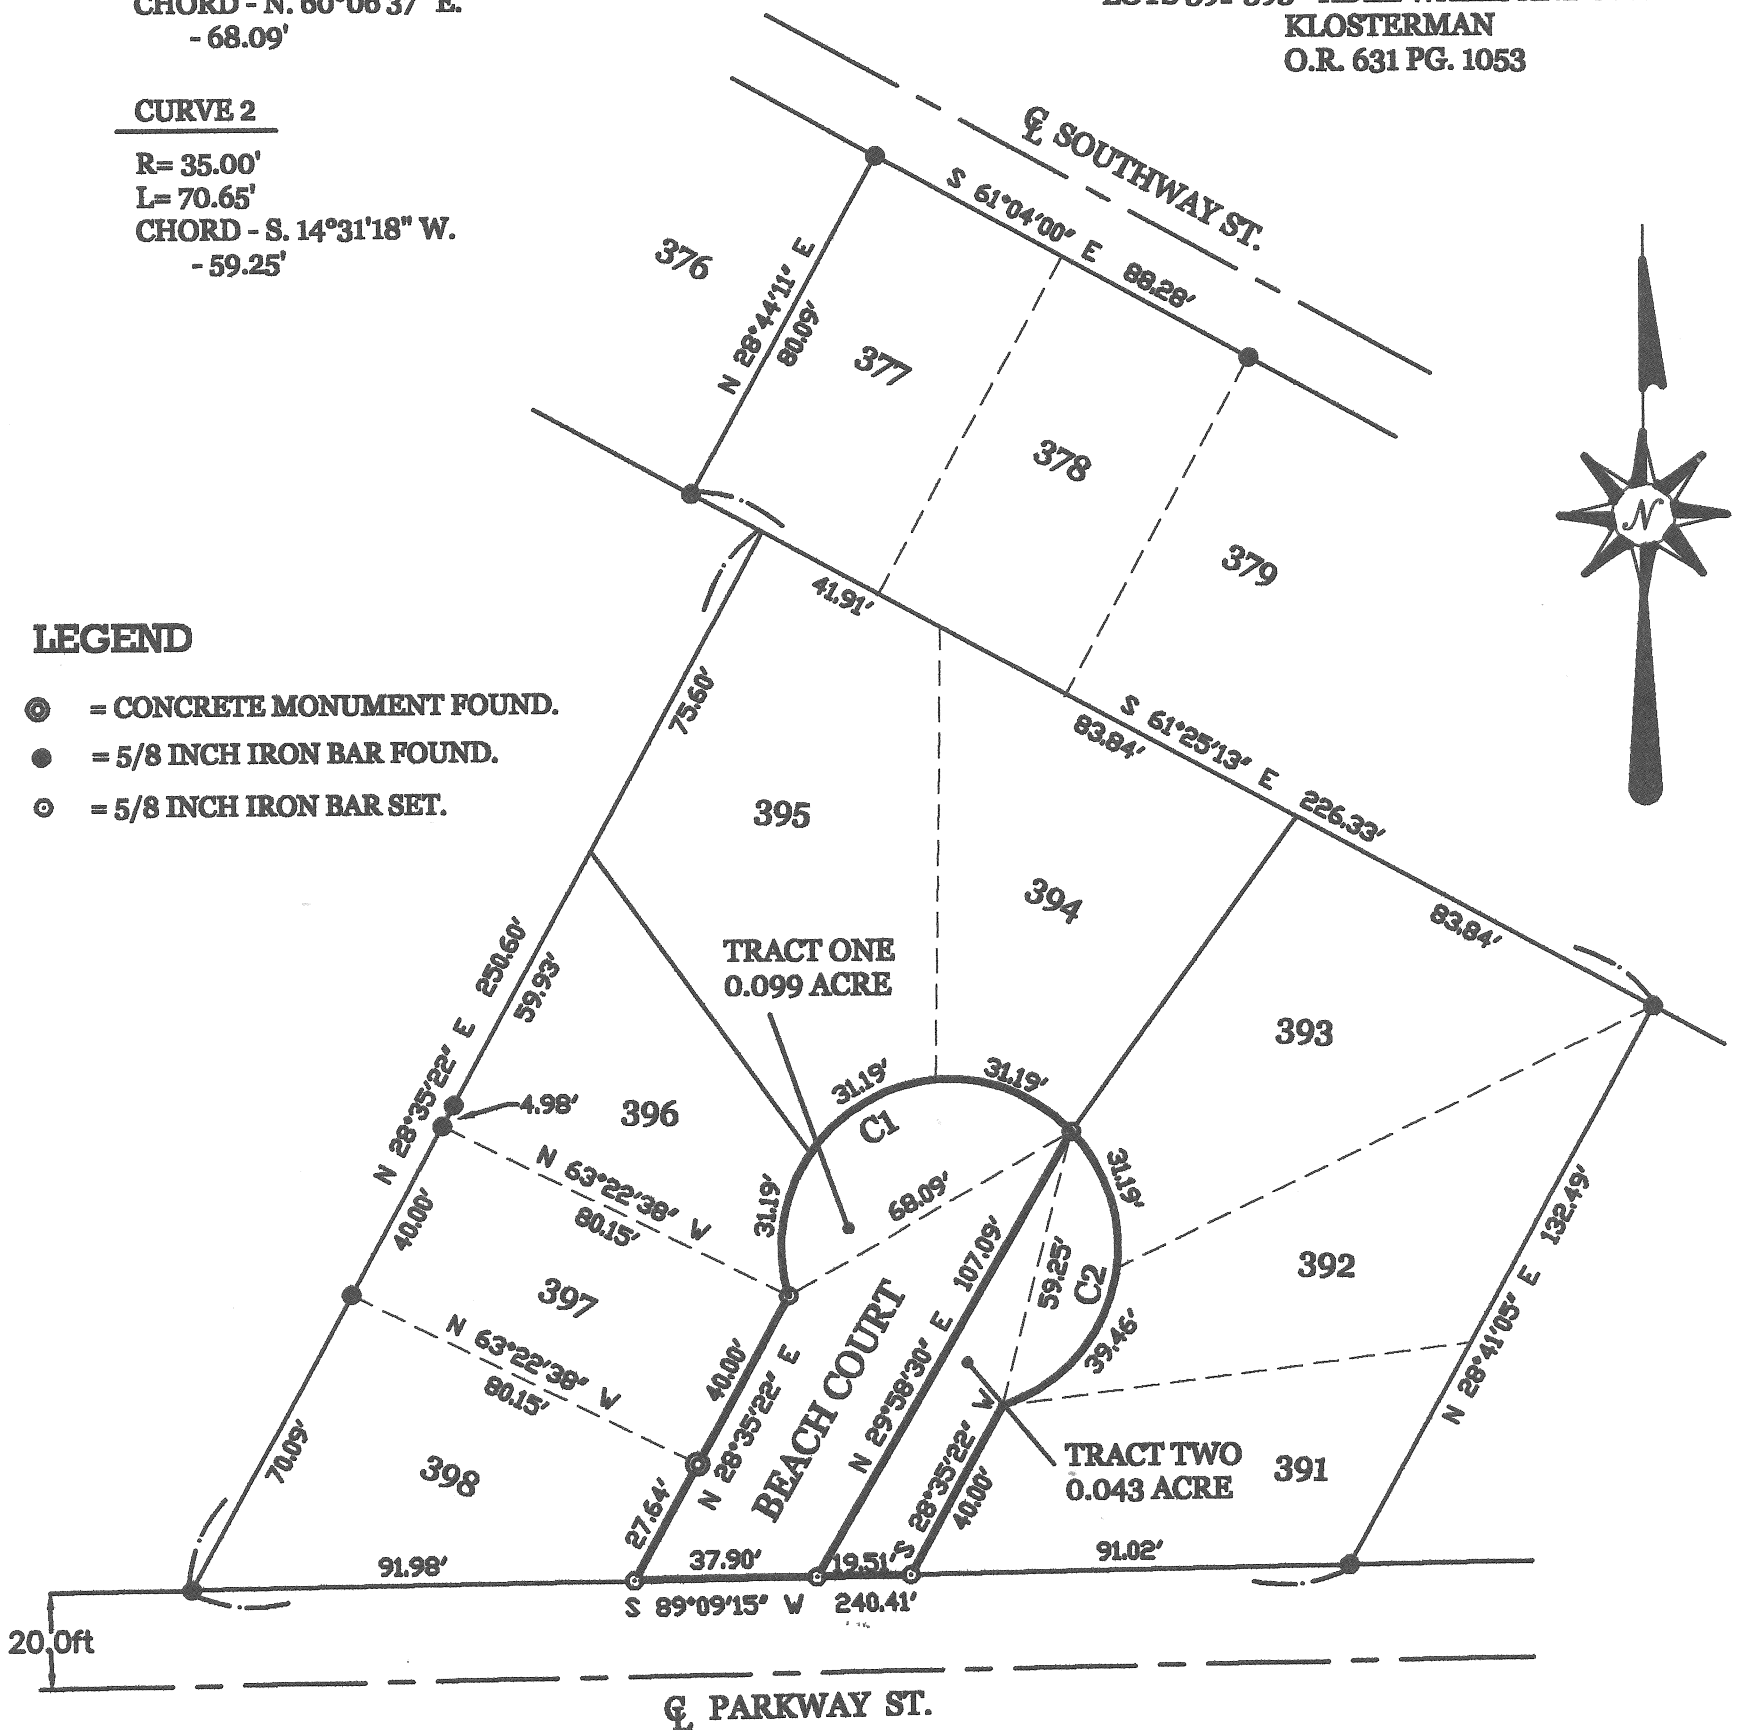 CHORD - N. 60°06'37" E.
- 68.09'
KLOSTERMAN
O.R. 631 PG. 1053
CURVE 2
R= 35.00'
L= 70.65'
CHORD - S. 14°31'18" W.
- 59.25'
℄ SOUTHWAY ST.
S 61°04'00" E 88.28'
376
N 28°44'11" E
80.09'
377
378
379
N
41.91'
LEGEND
= CONCRETE MONUMENT FOUND.
= 5/8 INCH IRON BAR FOUND.
= 5/8 INCH IRON BAR SET.
75.60'
S 61°25'13" E 226.33'
83.84'
83.84'
395
394
393
TRACT ONE
0.099 ACRE
N 28°35'22" E 250.60'
59.93'
4.98'
396
31.19'
31.19'
C1
31.19'
31.19'
68.09'
N 63°22'38" W
80.15'
40.00'
397
N 63°22'38" W
80.15'
392
132.49'
N 28°41'05" E
107.09'
N 29°58'30" E
59.25'
C2
39.46'
40.00'
N 28°35'22" E
BEACH COURT
S 28°35'22" W
40.00'
TRACT TWO
0.043 ACRE
391
70.09'
398
27.64'
91.98'
37.90'
19.51'
91.02'
S 89°09'15" W 240.41'
20.0ft
℄ PARKWAY ST.